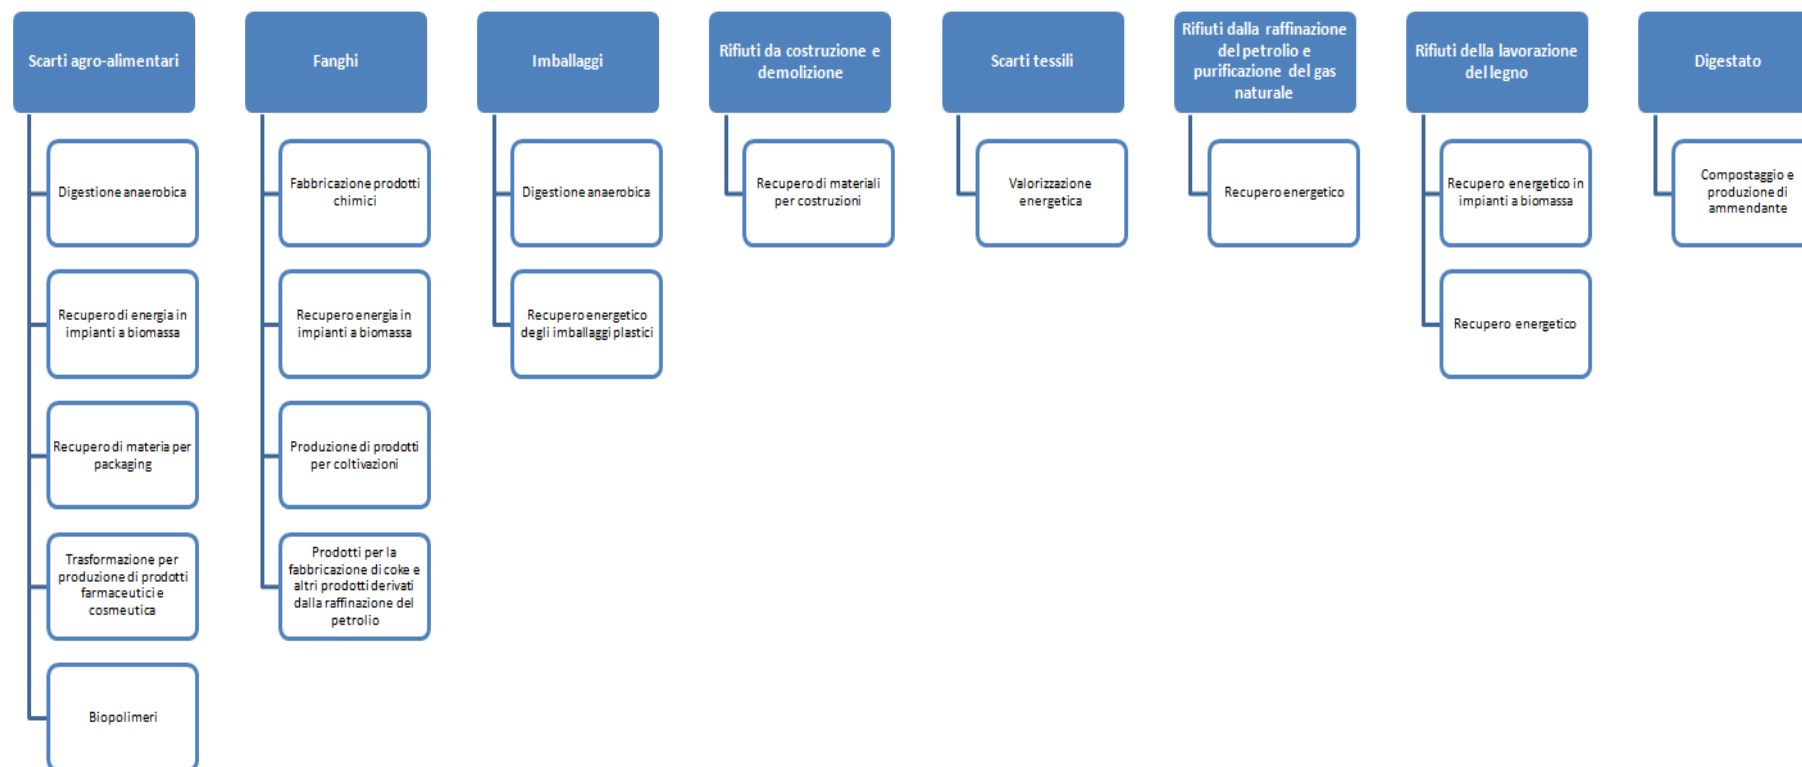 Scarti agro-alimentari
Digestione anaerobica
Recupero di energia in
impianti a biomassa
Recupero di materia per
packaging
Trasformazione per
produzione di prodotti
farmaceutici e
cosmeutica
Biopolimeri
Fanghi
Fabbricazione prodotti
chimici
Recupero energia in
impianti a biomassa
Produzione di prodotti
per coltivazioni
Prodotti per la
fabbricazione di coke e
altri prodotti derivati
dalla raffinazione del
petrolio
Imballaggi
Digestione anaerobica
Recupero energetico
degli imballaggi plastici
Rifiuti da costruzione e
demolizione
Recupero di materiali
per costruzioni
Scarti tessili
Valorizzazione
energetica
Rifiuti dalla raffinazione
del petrolio e
purificazione del gas
naturale
Recupero energetico
Rifiuti della lavorazione
del legno
Recupero energetico in
impianti a biomassa
Recupero energetico
Digestato
Compostaggio e
produzione di
ammendante